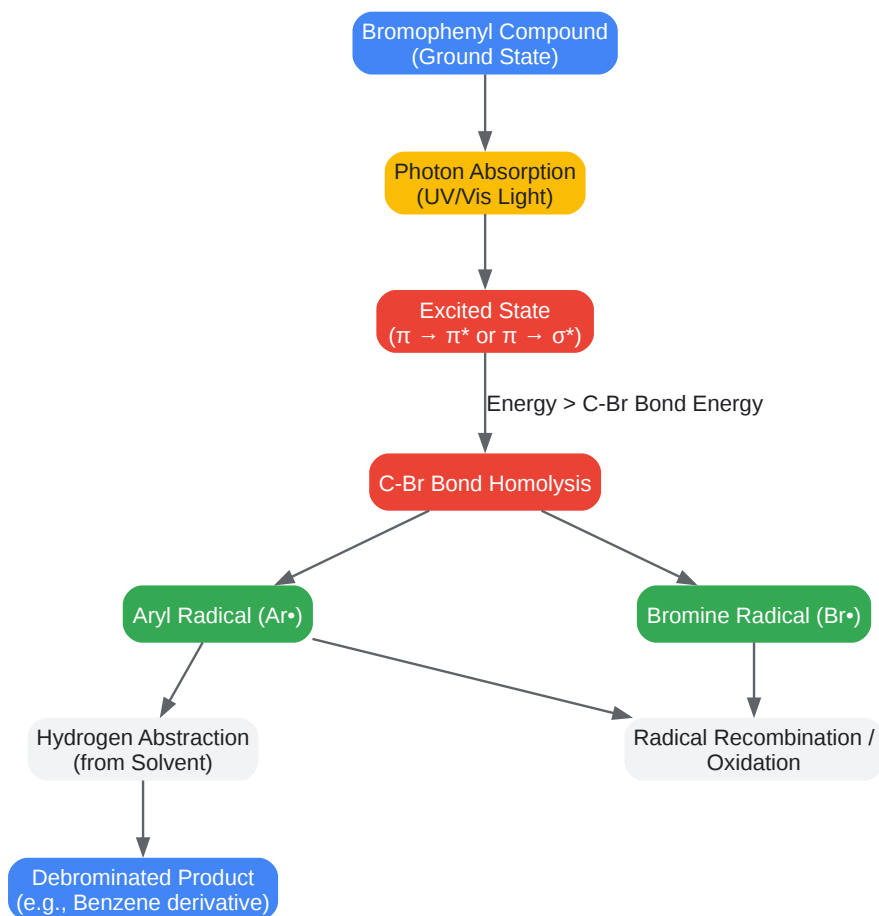 Bromophenyl Compound
(Ground State)
Photon Absorption
(UV/Vis Light)
Excited State
(π → π* or π → σ*)
Energy > C-Br Bond Energy
C-Br Bond Homolysis
Aryl Radical (Ar•)
Bromine Radical (Br•)
Hydrogen Abstraction
(from Solvent)
Radical Recombination /
Oxidation
Debrominated Product
(e.g., Benzene derivative)